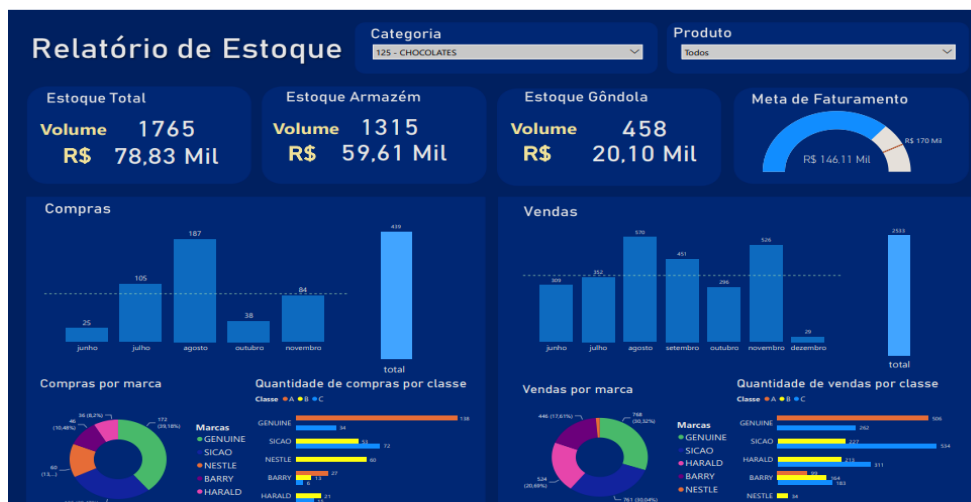 Relatório de Estoque
Categoria
125 - CHOCOLATES
Produto
Todos
Estoque Total
Volume 1765
R$ 78,83 Mil
Estoque Armazém
Volume 1315
R$ 59,61 Mil
Estoque Gôndola
Volume 458
R$ 20,10 Mil
Meta de Faturamento
R$ 170 Mil
R$ 146,11 Mil
Compras
439
187
105
84
38
25
junho julho agosto outubro novembro
total
Vendas
2533
570
526
451
352
309
296
junho julho agosto setembro outubro novembro dezembro
total
Compras por marca
36 (8,2%)
172
(39,18%)
46
(10,48%)
60
(13,...)
Marcas
GENUINE
SICAO
NESTLE
BARRY
HARALD
Quantidade de compras por classe
Classe A B C
GENUINE 138
34
SICAO 53
72
NESTLE 60
BARRY 27
13
HARALD 21
Vendas por marca
446 (17,61%)
768
(30,32%)
524
(20,69%)
761 (30,04%)
Marcas
GENUINE
SICAO
HARALD
BARRY
NESTLE
Quantidade de vendas por classe
Classe A B C
GENUINE 506
262
SICAO 227
534
HARALD 213
311
BARRY 99
164
183
NESTLE 34